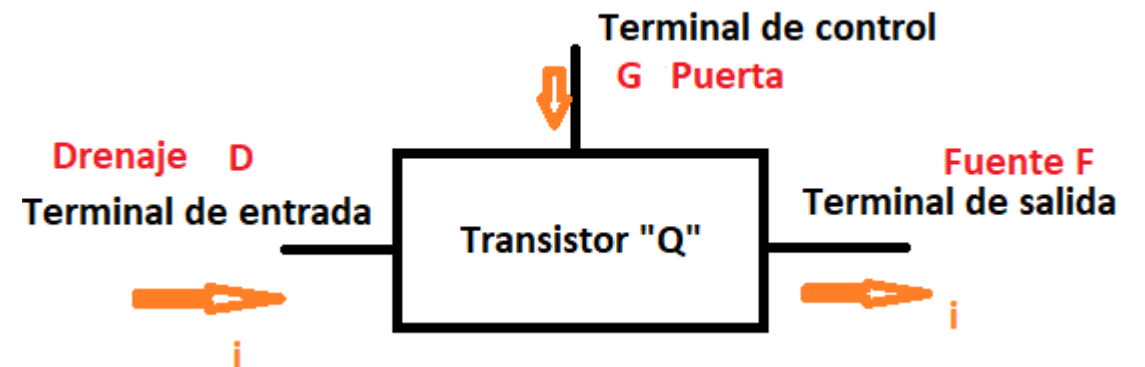 Terminal de control
G Puerta
Drenaje D
Terminal de entrada
Fuente F
Terminal de salida
Transistor "Q"
i
i